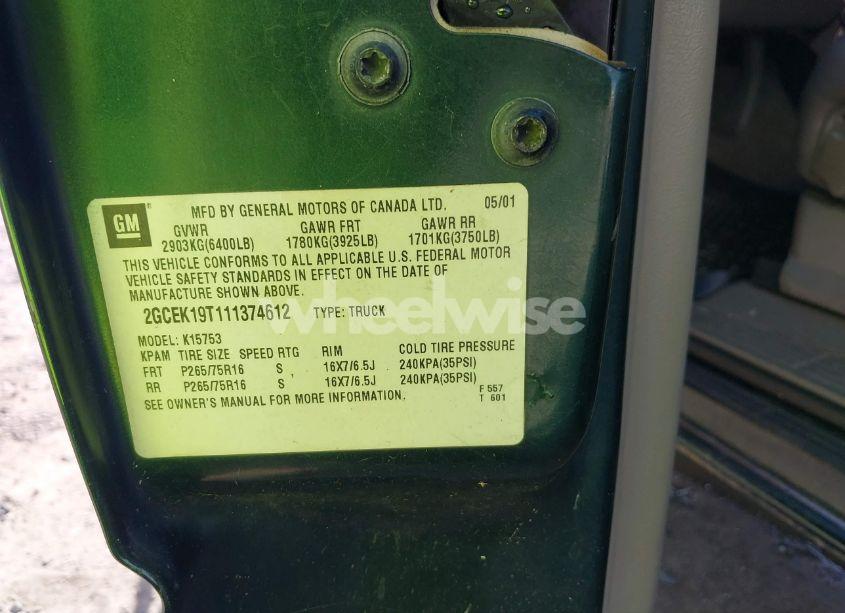 GM
MFD BY GENERAL MOTORS OF CANADA LTD. 05/01
GVWR GAWR FRT GAWR RR
2903KG(6400LB) 1780KG(3925LB) 1701KG(3750LB)
THIS VEHICLE CONFORMS TO ALL APPLICABLE U.S. FEDERAL MOTOR
VEHICLE SAFETY STANDARDS IN EFFECT ON THE DATE OF
MANUFACTURE SHOWN ABOVE.
2GCEK19T111374612 TYPE: TRUCK
wheelwise
MODEL: K15753
KPAM TIRE SIZE SPEED RTG RIM COLD TIRE PRESSURE
FRT P265/75R16 S 16X7/6.5J 240KPA(35PSI)
RR P265/75R16 S 16X7/6.5J 240KPA(35PSI)
SEE OWNER'S MANUAL FOR MORE INFORMATION. F 557
T 601